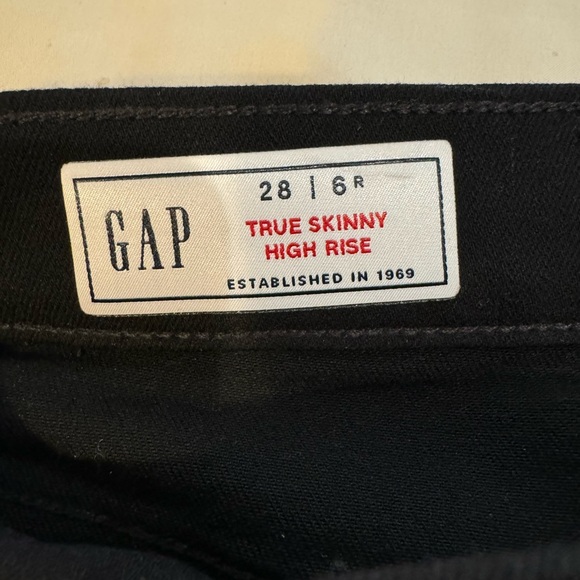 GAP
28 | 6R
TRUE SKINNY
HIGH RISE
ESTABLISHED IN 1969